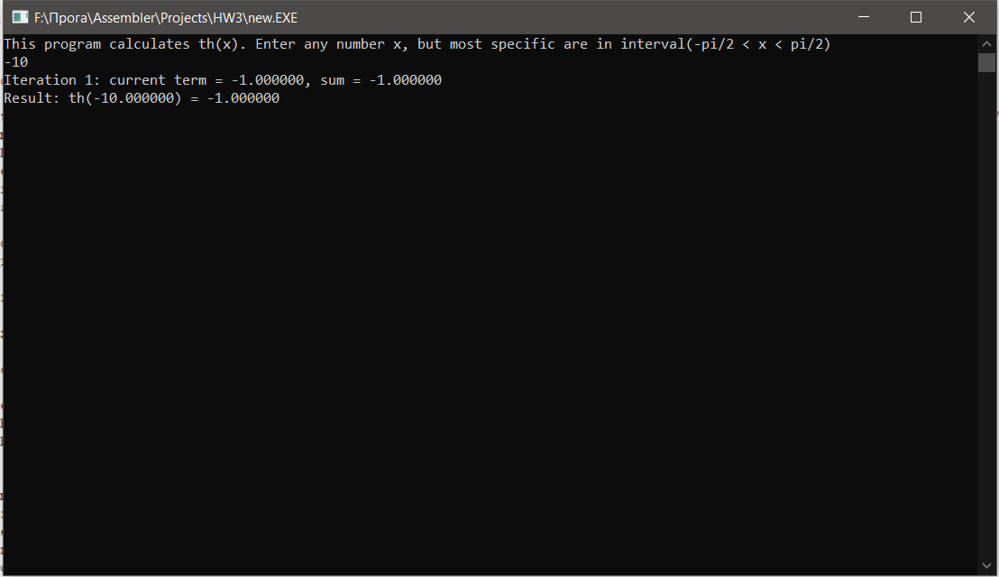 F:\Прога\Assembler\Projects\HW3\new.EXE
This program calculates th(x). Enter any number x, but most specific are in interval(-pi/2 < x < pi/2)
-10
Iteration 1: current term = -1.000000, sum = -1.000000
Result: th(-10.000000) = -1.000000